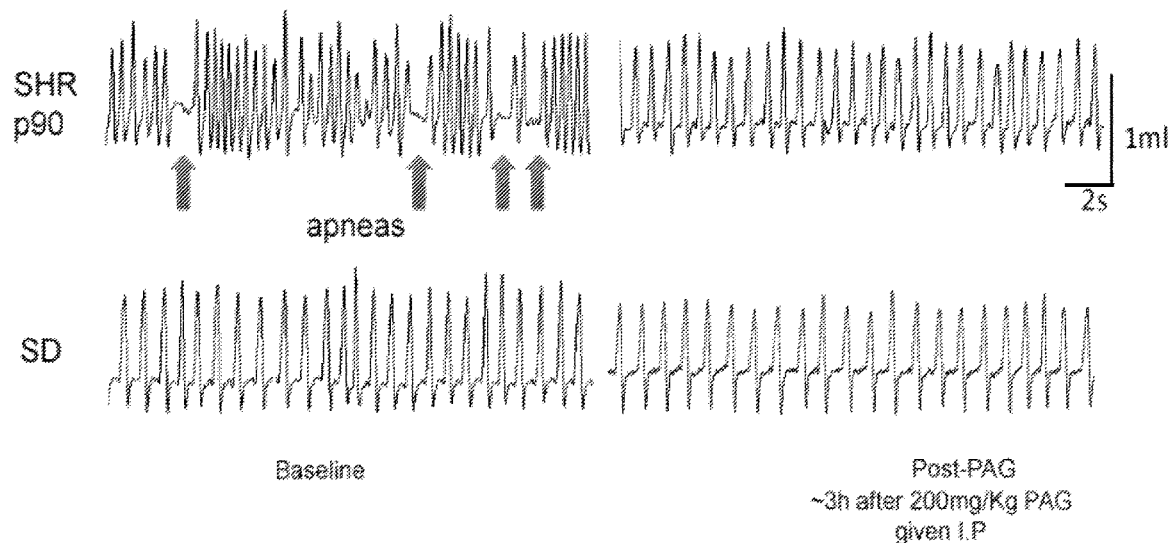 SHR
p90
1ml
2s
apneas
SD
Baseline
Post-PAG
~3h after 200mg/Kg PAG
given I.P